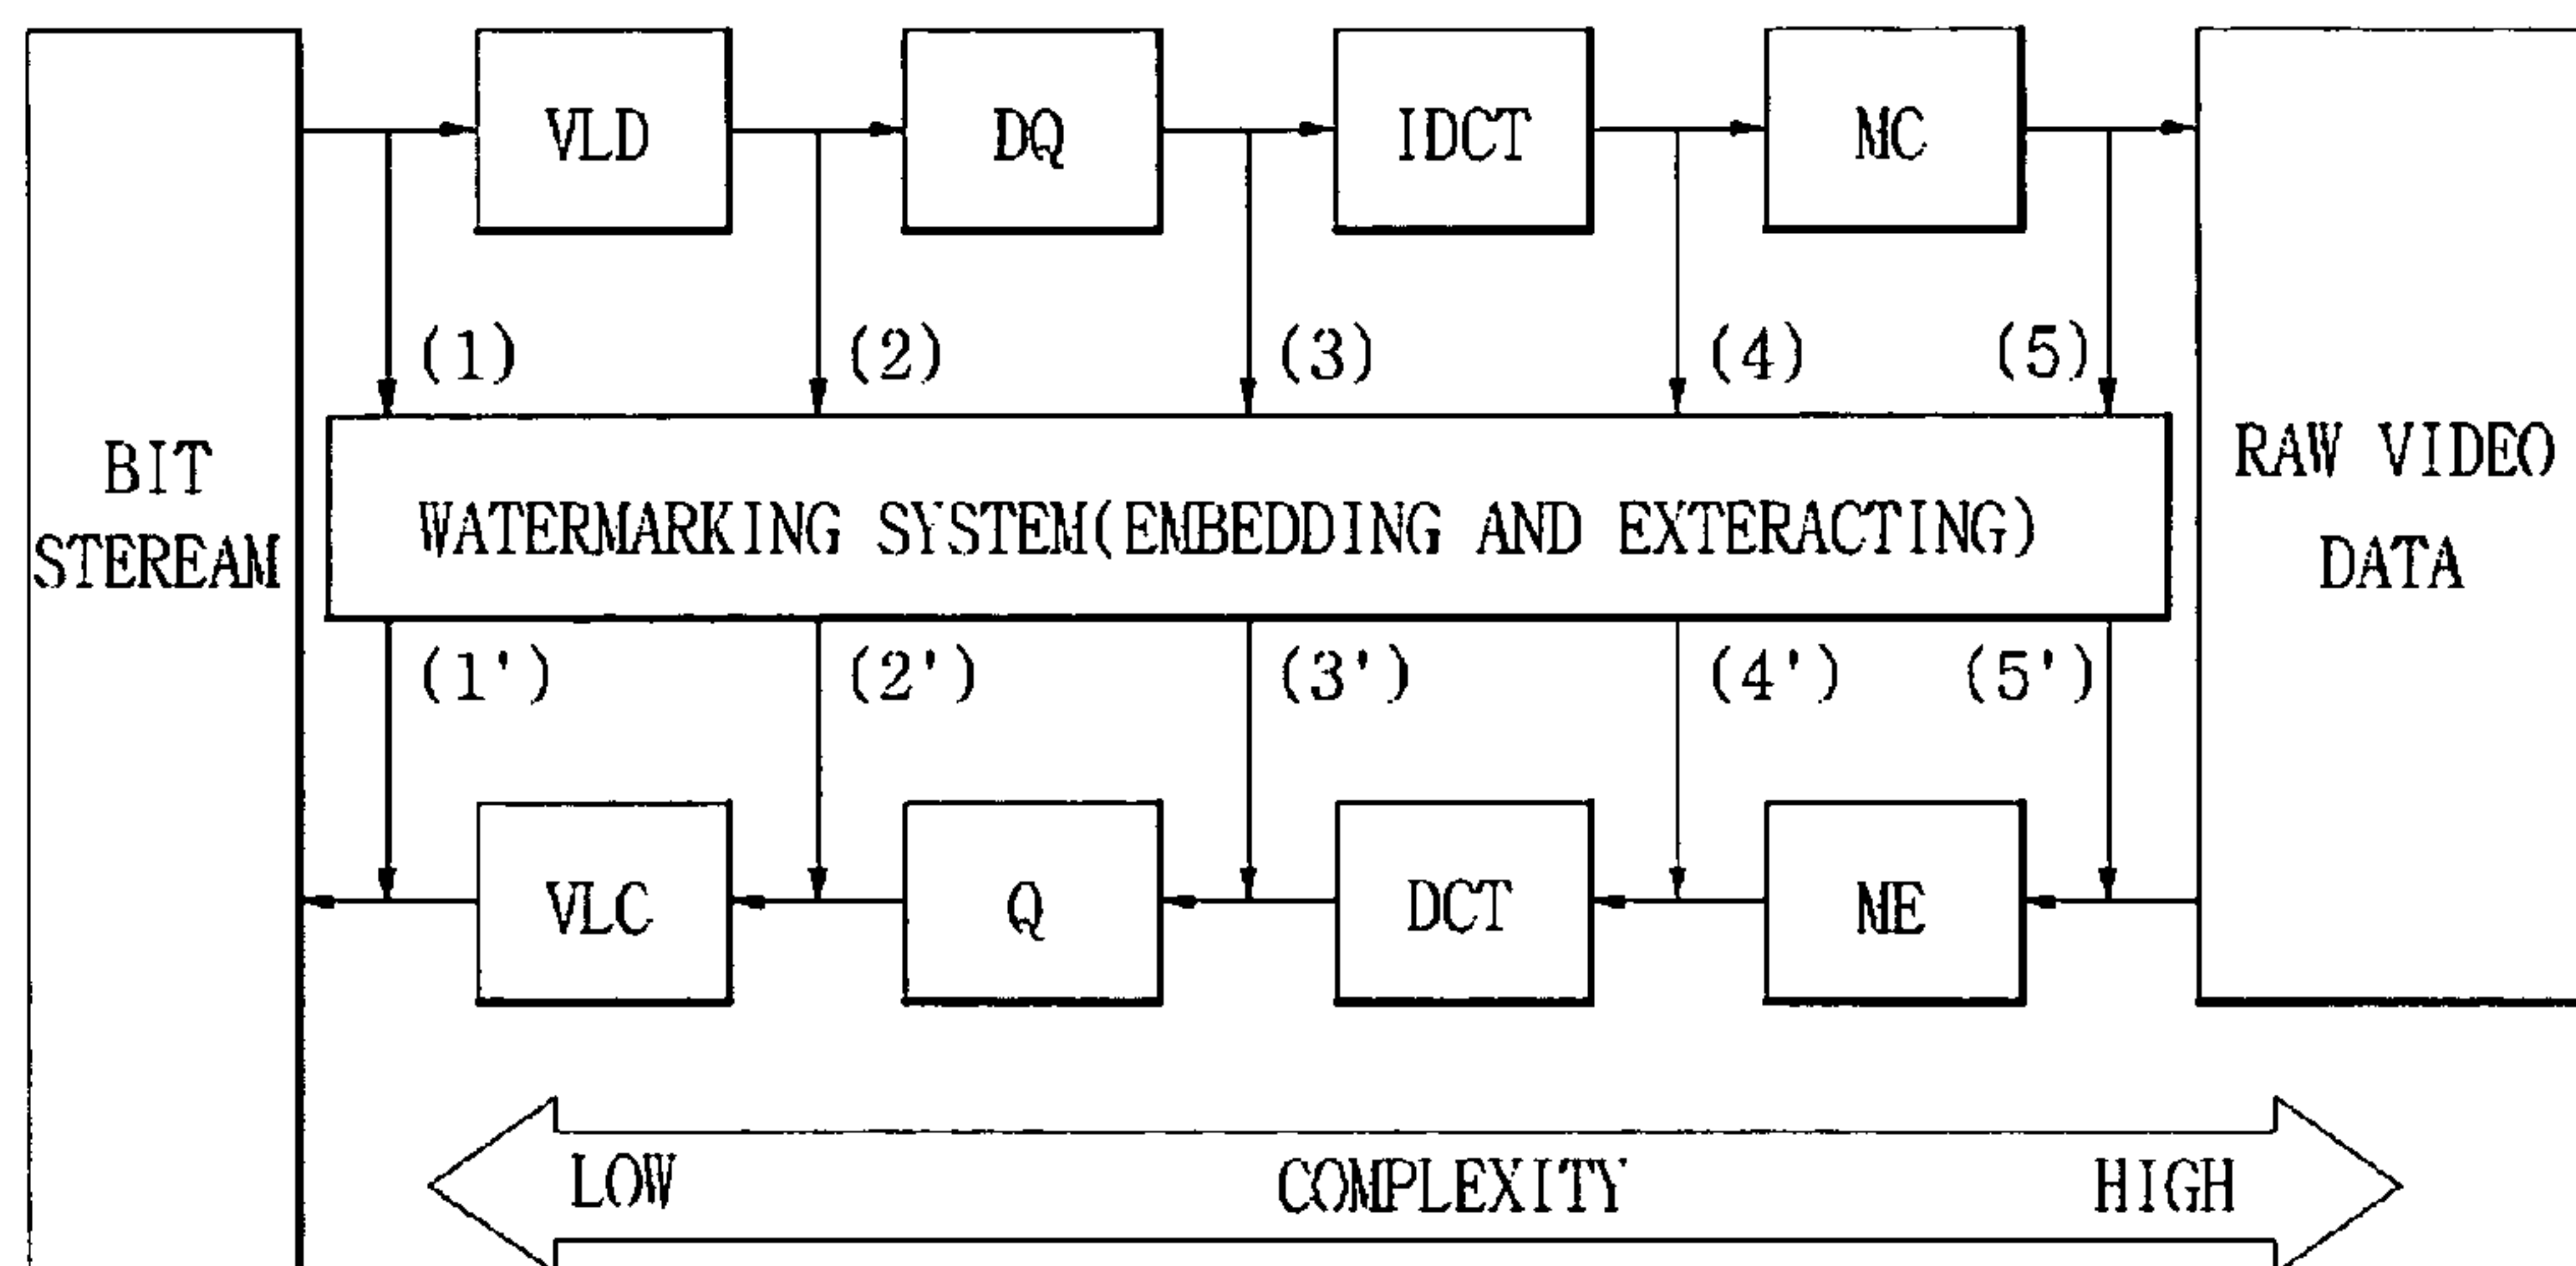 VLD
DQ
IDCT
MC
(1)
(2)
(3)
(4)
(5)
BIT
STEREAM
WATERMARKING SYSTEM(EMBEDDING AND EXTERACTING)
RAW VIDEO
DATA
(1')
(2')
(3')
(4')
(5')
VLC
Q
DCT
ME
LOW
COMPLEXITY
HIGH